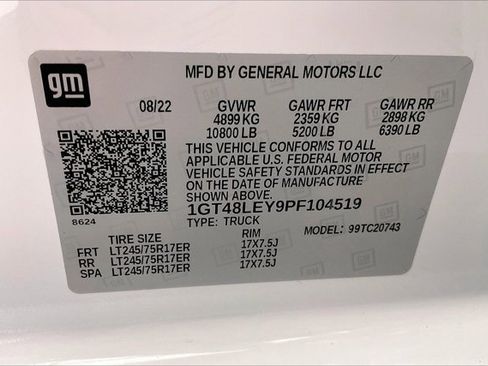 gm
MFD BY GENERAL MOTORS LLC
08/22 GVWR GAWR FRT GAWR RR
4899 KG 2359 KG 2898 KG
10800 LB 5200 LB 6390 LB
THIS VEHICLE CONFORMS TO ALL
APPLICABLE U.S. FEDERAL MOTOR
VEHICLE SAFETY STANDARDS IN EFFECT
ON THE DATE OF MANUFACTURE
SHOWN ABOVE.
8624
1GT48LEY9PF104519
TYPE: TRUCK MODEL: 99TC20743
TIRE SIZE RIM
FRT LT245/75R17ER 17X7.5J
RR LT245/75R17ER 17X7.5J
SPA LT245/75R17ER 17X7.5J